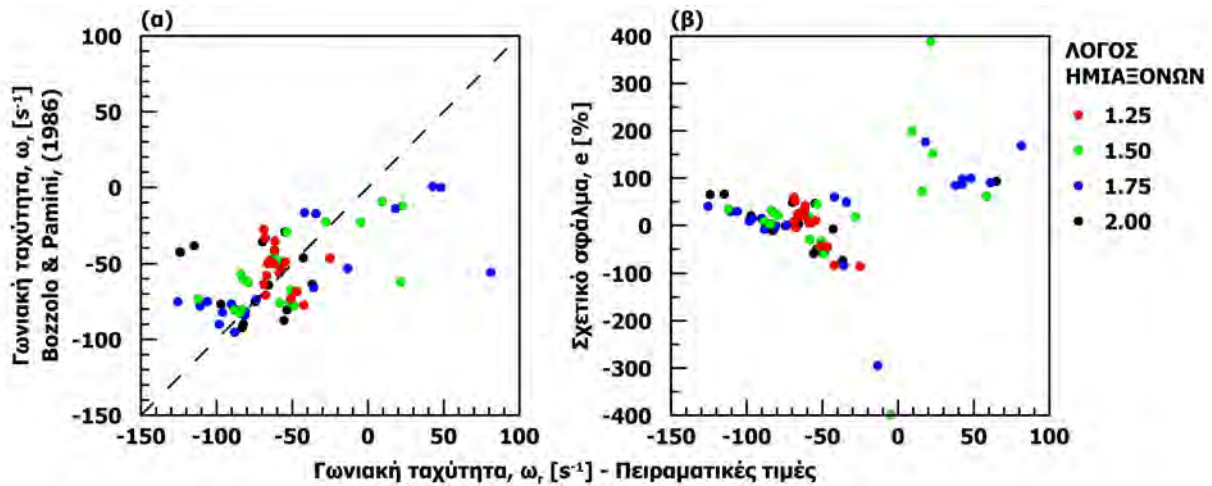 (α)
(β)
100
50
0
-50
-100
-150
-150 -100 -50 0 50 100
Γωνιακή ταχύτητα, ωr [s⁻¹]
Bozzolo & Pamini, (1986)
400
300
200
100
0
-100
-200
-300
-400
-150 -100 -50 0 50 100
Σχετικό σφάλμα, e [%]
Γωνιακή ταχύτητα, ωr [s⁻¹] - Πειραματικές τιμές
ΛΟΓΟΣ
ΗΜΙΑΞΟΝΩΝ
1.25
1.50
1.75
2.00